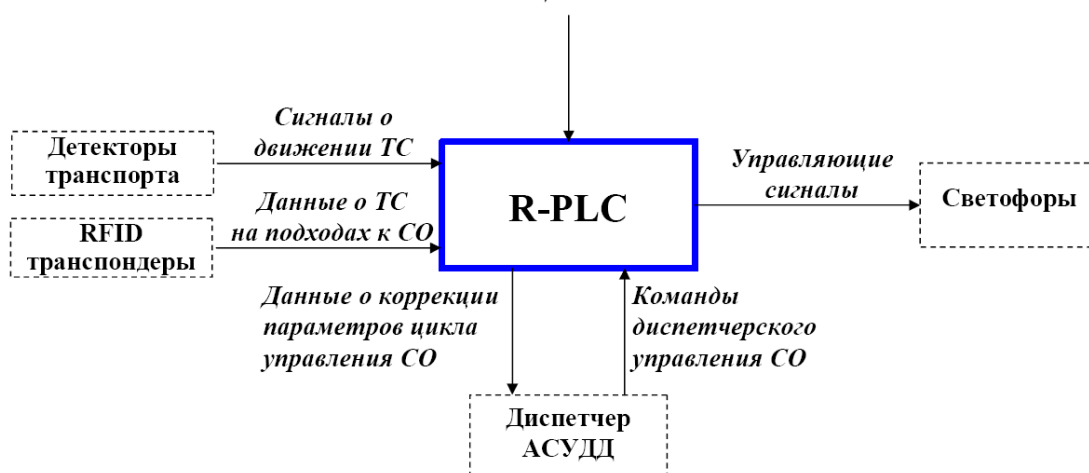 Сигналы о
движении ТС
Детекторы
транспорта
Данные о ТС
на подходах к СО
RFID
транспондеры
R-PLC
Управляющие
сигналы
Светофоры
Данные о коррекции
параметров цикла
управления СО
Команды
диспетчерского
управления СО
Диспетчер
АСУДД